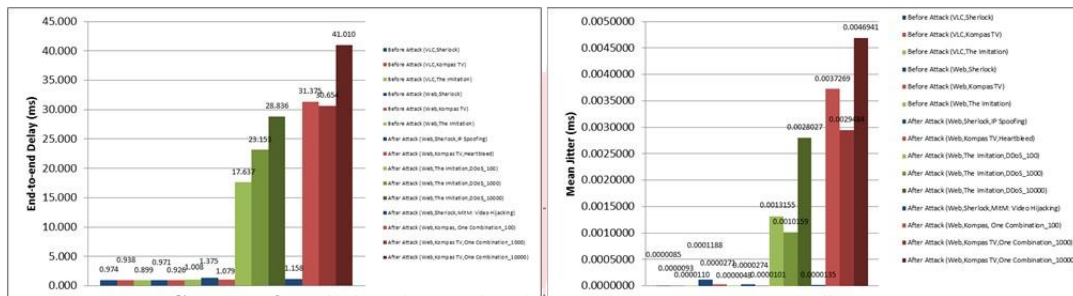 45.000
40.000
35.000
30.000
25.000
20.000
15.000
10.000
5.000
0.000
End-to-end Delay (ms)
0.974
0.938
0.899
0.971
0.926
1.008
1.375
1.079
17.637
23.153
28.836
1.158
31.375
30.654
41.010
Before Attack (VLC,Sherlock)
Before Attack (VLC,Kompas TV)
Before Attack (VLC,The Imitation)
Before Attack (Web,Sherlock)
Before Attack (Web,Kompas TV)
Before Attack (Web,The Imitation)
After Attack (Web,Sherlock,IP Spoofing)
After Attack (Web,Kompas TV,Heartbleed)
After Attack (Web,The Imitation,DDoS_100)
After Attack (Web,The Imitation,DDoS_1000)
After Attack (Web,The Imitation,DDoS_10000)
After Attack (Web,Sherlock,MitM: Video Hijacking)
After Attack (Web,Kompas TV,One Combination_100)
After Attack (Web,Kompas TV,One Combination_1000)
After Attack (Web,Kompas TV,One Combination_10000)
0.0050000
0.0045000
0.0040000
0.0035000
0.0030000
0.0025000
0.0020000
0.0015000
0.0010000
0.0005000
0.0000000
Mean Jitter (ms)
0.0000085
0.0000093
0.0000110
0.0001188
0.0000271
0.0000048
0.0000274
0.0000101
0.0013155
0.0010159
0.0028027
0.0000135
0.0037269
0.0046941
Before Attack (VLC,Sherlock)
Before Attack (VLC,Kompas TV)
Before Attack (VLC,The Imitation)
Before Attack (Web,Sherlock)
Before Attack (Web,Kompas TV)
Before Attack (Web,The Imitation)
After Attack (Web,Sherlock,IP Spoofing)
After Attack (Web,Kompas TV,Heartbleed)
After Attack (Web,The Imitation,DDoS_100)
After Attack (Web,The Imitation,DDoS_1000)
After Attack (Web,The Imitation,DDoS_10000)
After Attack (Web,Sherlock,MitM: Video Hijacking)
After Attack (Web,Kompas, One Combination_100)
After Attack (Web,Kompas TV,One Combination_1000)
After Attack (Web,Kompas TV,One Combination_10000